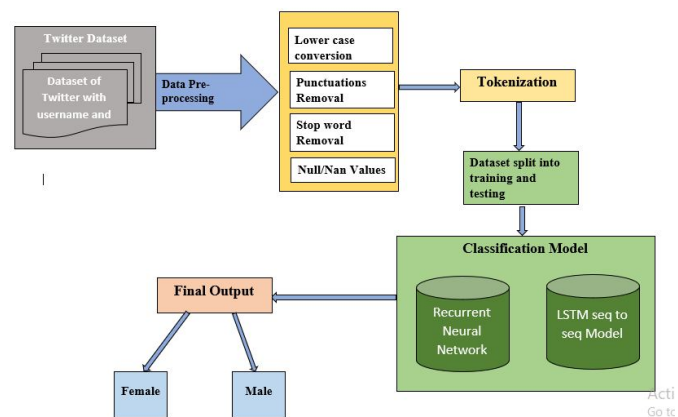 Twitter Dataset
Dataset of
Twitter with
username and
Data Pre-
processing
Lower case
conversion
Punctuations
Removal
Stop word
Removal
Null/Nan Values
Tokenization
Dataset split into
training and
testing
Classification Model
Recurrent
Neural
Network
LSTM seq to
seq Model
Final Output
Female
Male
Acti
Go to